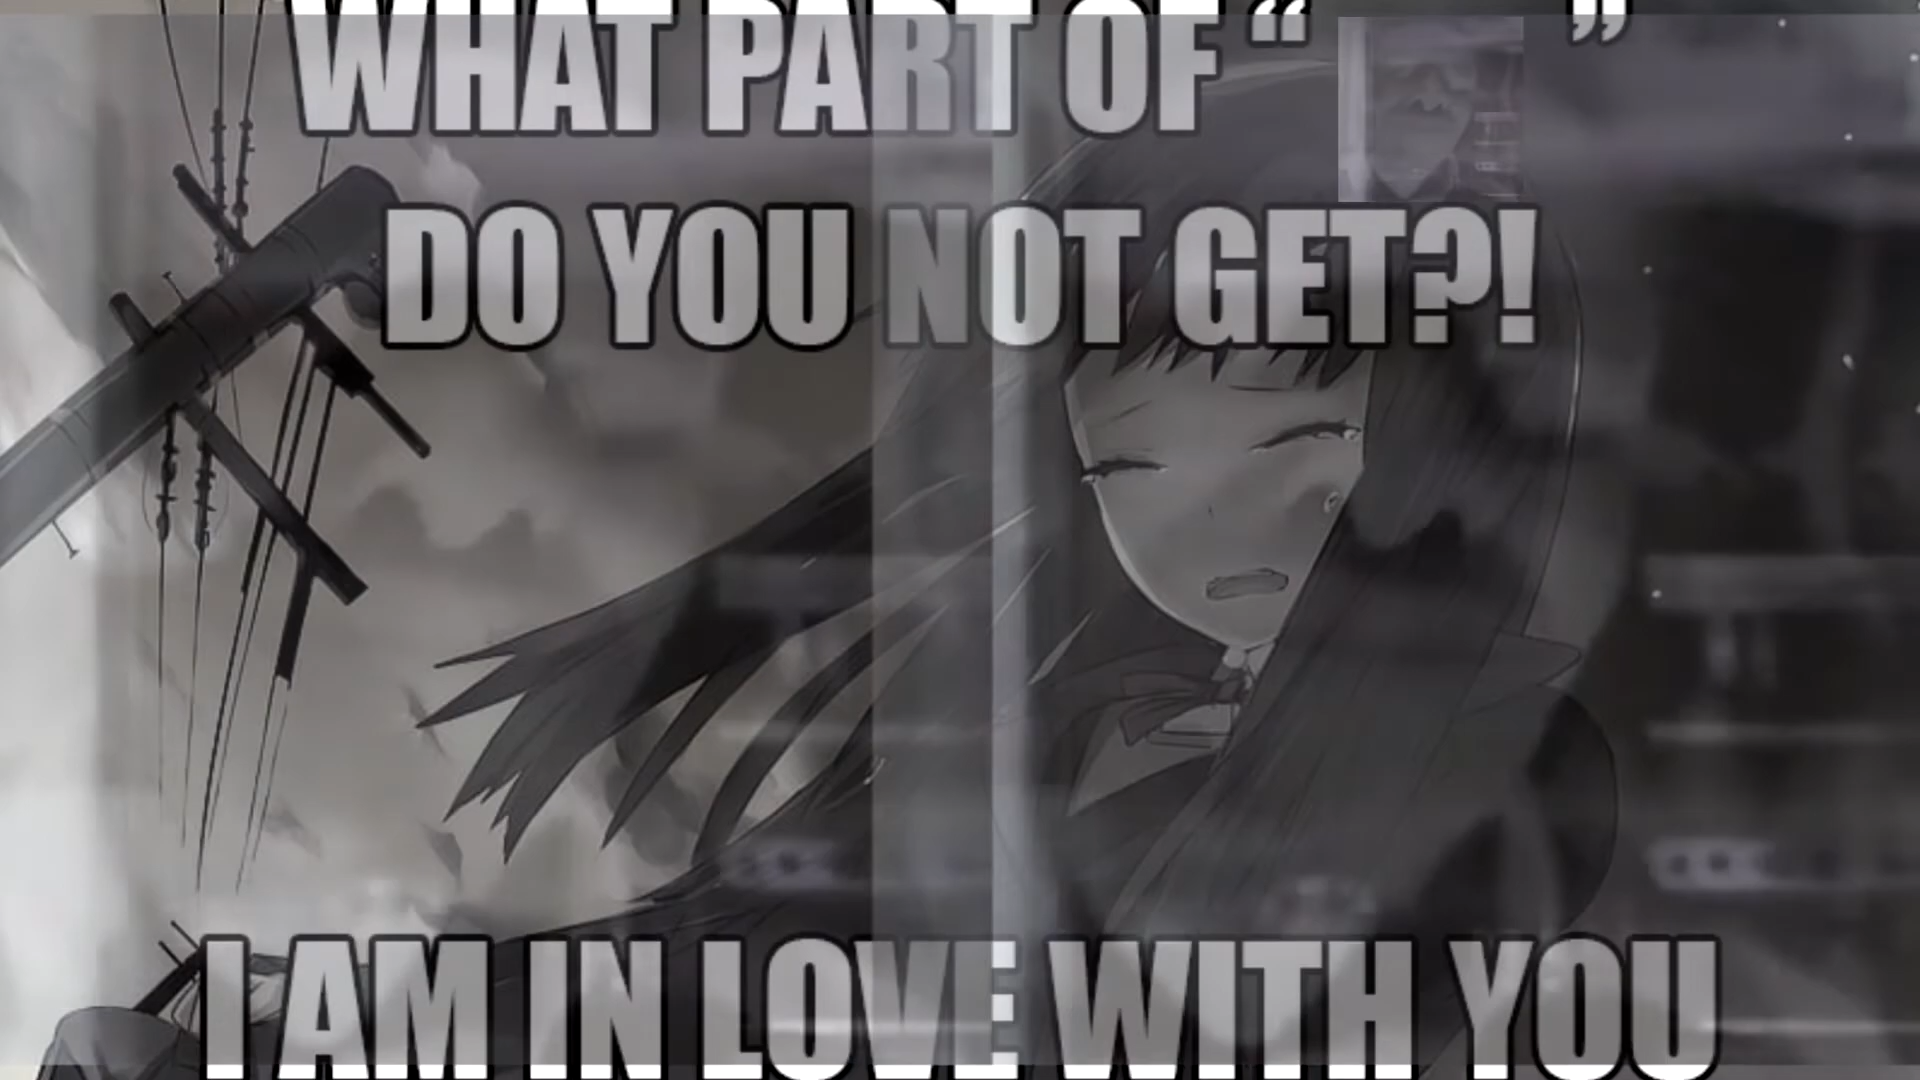 WHAT PART OF “ ”
DO YOU NOT GET?!
I AM IN LOVE WITH YOU